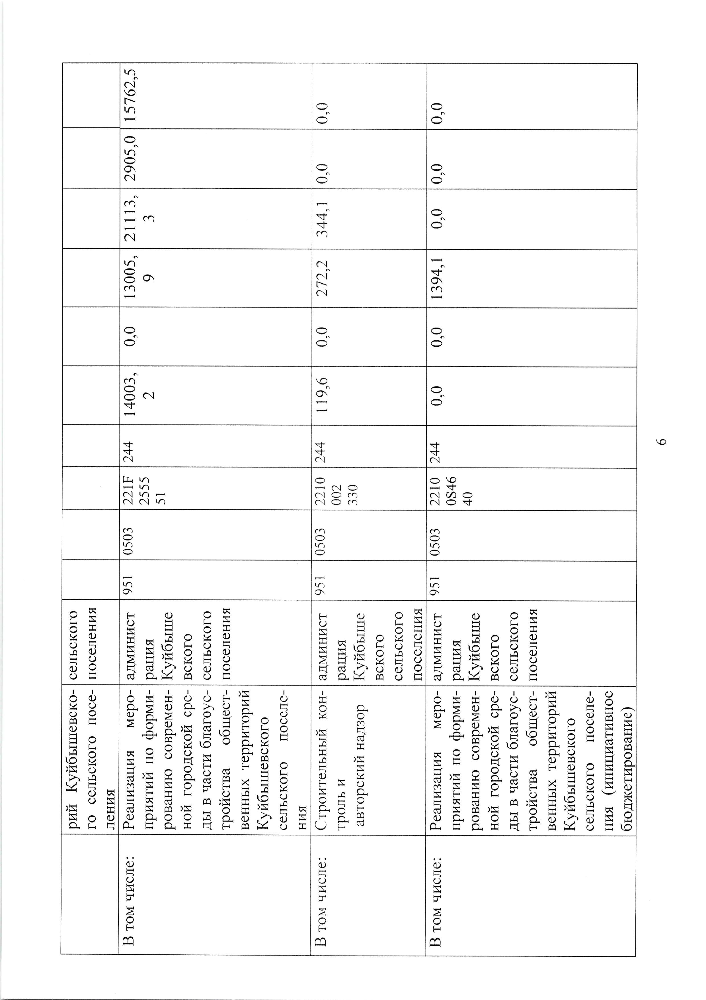 рий Куйбышевско-
го сельского посе-
ления
сельского
поселения
В том числе:
Реализация меро-
приятий по форми-
рованию современ-
ной городской сре-
ды в части благоус-
тройства общест-
венных территорий
Куйбышевского
сельского поселе-
ния
админист
рация
Куйбыше
вского
сельского
поселения
951
0503
221F
2555
51
244
14003,
2
0,0
13005,
9
21113,
3
2905,0
15762,5
В том числе:
Строительный кон-
троль и
авторский надзор
админист
рация
Куйбыше
вского
сельского
поселения
951
0503
2210
002
330
244
119,6
0,0
272,2
344,1
0,0
0,0
В том числе:
Реализация меро-
приятий по форми-
рованию современ-
ной городской сре-
ды в части благоус-
тройства общест-
венных территорий
Куйбышевского
сельского поселе-
ния (инициативное
бюджетирование)
админист
рация
Куйбыше
вского
сельского
поселения
951
0503
2210
0S46
40
244
0,0
0,0
1394,1
0,0
0,0
0,0
6